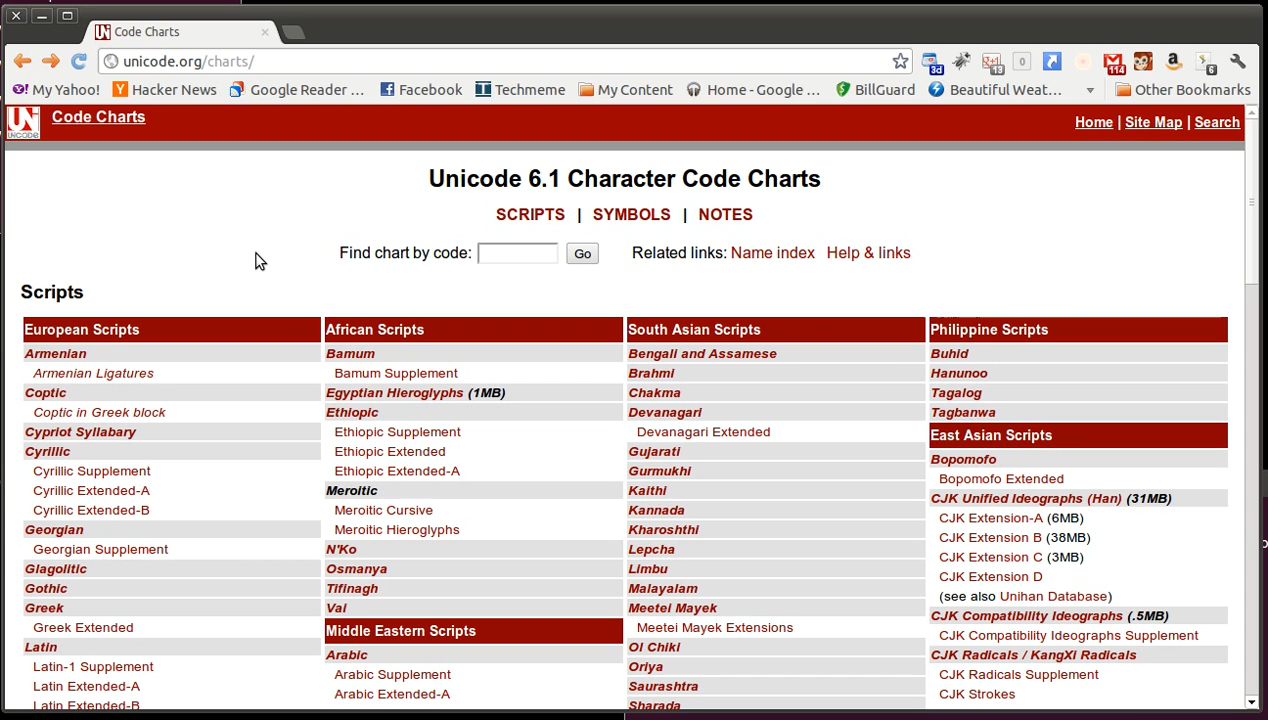 Code Charts
unicode.org/charts/
3d
13
0
114
6
My Yahoo!
Hacker News
Google Reader ...
Facebook
Techmeme
My Content
Home - Google ...
BillGuard
Beautiful Weat...
Other Bookmarks
UNICODE
Code Charts
Home | Site Map | Search
Unicode 6.1 Character Code Charts
SCRIPTS | SYMBOLS | NOTES
Find chart by code: Go Related links: Name index Help & links
Scripts
European Scripts
Armenian
Armenian Ligatures
Coptic
Coptic in Greek block
Cypriot Syllabary
Cyrillic
Cyrillic Supplement
Cyrillic Extended-A
Cyrillic Extended-B
Georgian
Georgian Supplement
Glagolitic
Gothic
Greek
Greek Extended
Latin
Latin-1 Supplement
Latin Extended-A
Latin Extended-B
African Scripts
Bamum
Bamum Supplement
Egyptian Hieroglyphs (1MB)
Ethiopic
Ethiopic Supplement
Ethiopic Extended
Ethiopic Extended-A
Meroitic
Meroitic Cursive
Meroitic Hieroglyphs
N'Ko
Osmanya
Tifinagh
Vai
Middle Eastern Scripts
Arabic
Arabic Supplement
Arabic Extended-A
South Asian Scripts
Bengali and Assamese
Brahmi
Chakma
Devanagari
Devanagari Extended
Gujarati
Gurmukhi
Kaithi
Kannada
Kharoshthi
Lepcha
Limbu
Malayalam
Meetei Mayek
Meetei Mayek Extensions
Ol Chiki
Oriya
Saurashtra
Sharada
Philippine Scripts
Buhid
Hanunoo
Tagalog
Tagbanwa
East Asian Scripts
Bopomofo
Bopomofo Extended
CJK Unified Ideographs (Han) (31MB)
CJK Extension-A (6MB)
CJK Extension B (38MB)
CJK Extension C (3MB)
CJK Extension D
(see also Unihan Database)
CJK Compatibility Ideographs (.5MB)
CJK Compatibility Ideographs Supplement
CJK Radicals / KangXi Radicals
CJK Radicals Supplement
CJK Strokes